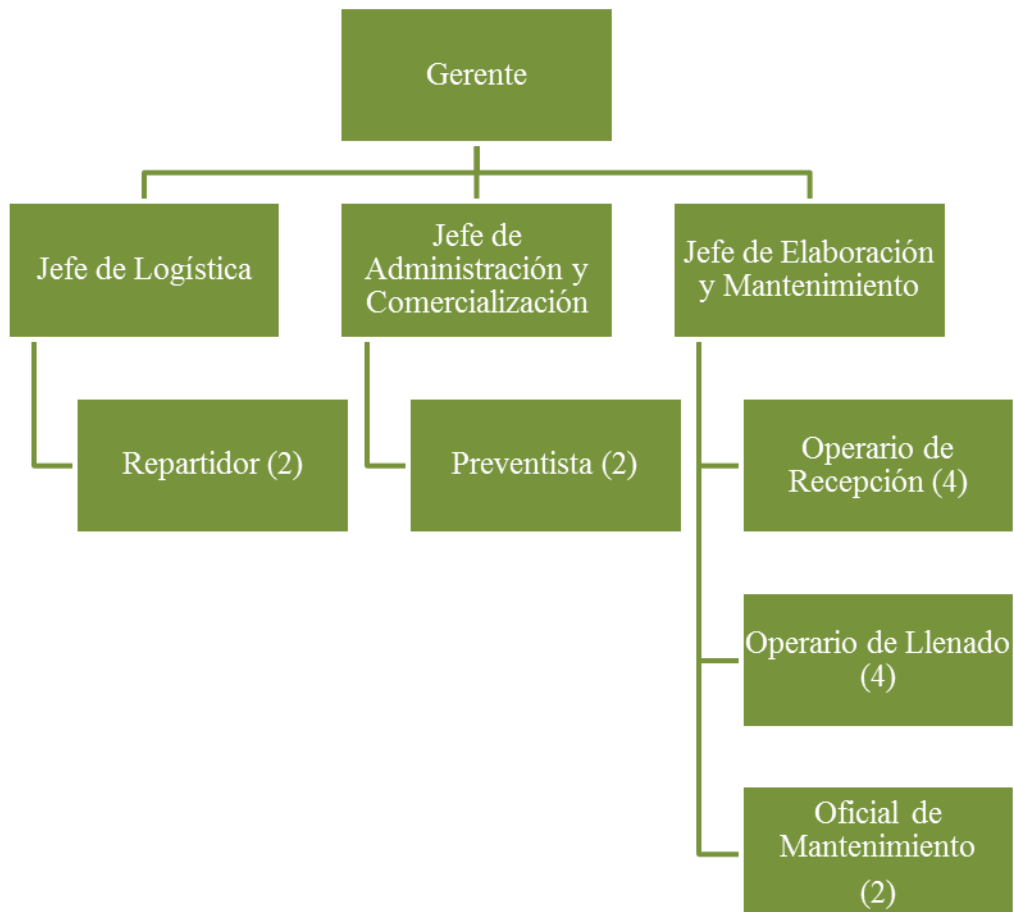 Gerente
Jefe de Logística
Jefe de
Administración y
Comercialización
Jefe de Elaboración
y Mantenimiento
Repartidor (2)
Preventista (2)
Operario de
Recepción (4)
Operario de Llenado
(4)
Oficial de
Mantenimiento
(2)